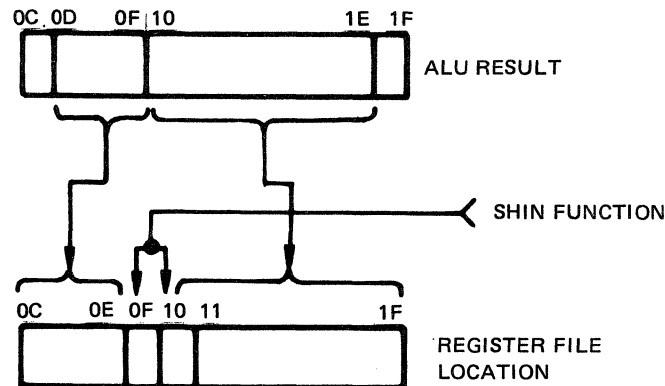 0C 0D 0F 10 1E 1F
ALU RESULT
SHIN FUNCTION
0C 0E 0F 10 11 1F
REGISTER FILE
LOCATION